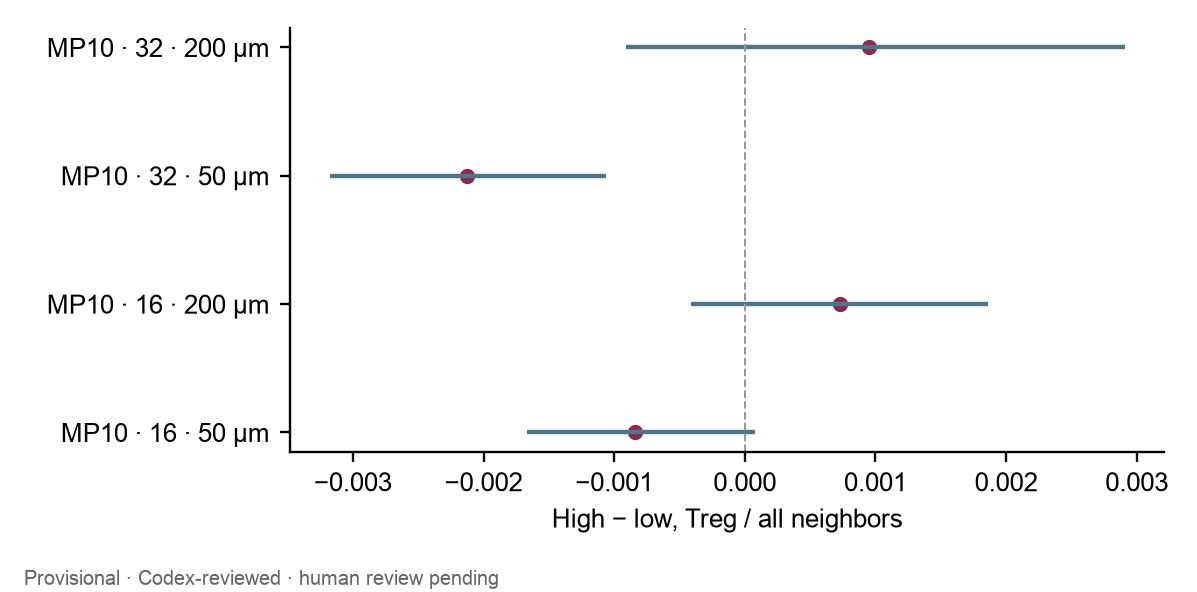 MP10 · 32 · 200 µm
MP10 · 32 · 50 µm
MP10 · 16 · 200 µm
MP10 · 16 · 50 µm
−0.003 −0.002 −0.001 0.000 0.001 0.002 0.003
High − low, Treg / all neighbors
Provisional · Codex-reviewed · human review pending